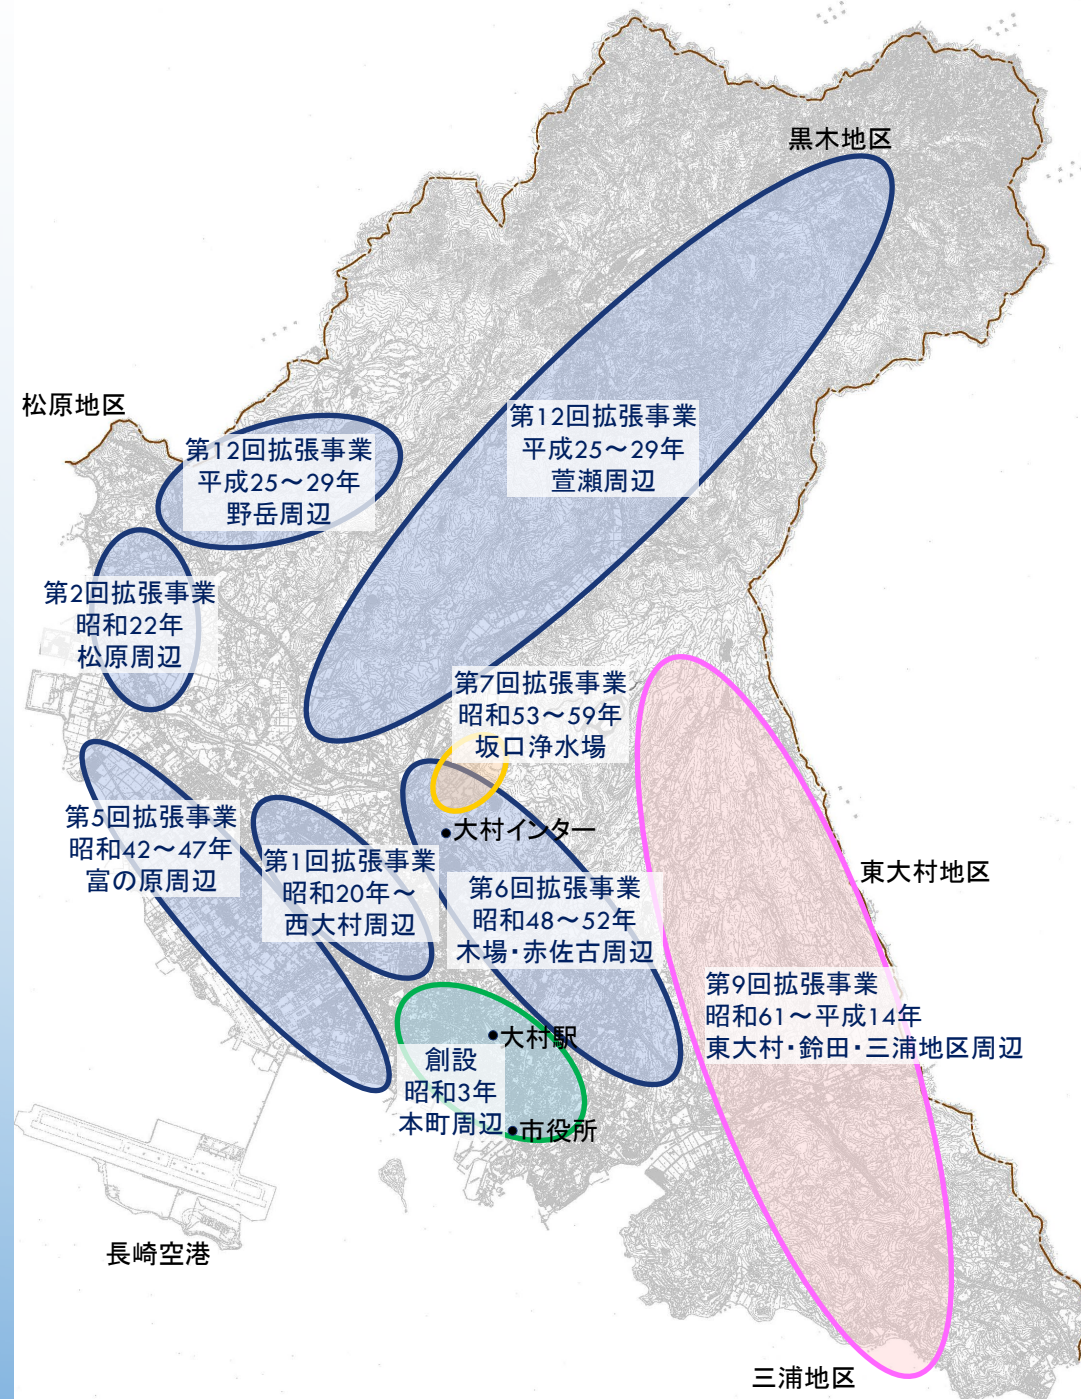 黒木地区
松原地区
第12回拡張事業
平成25～29年
萱瀬周辺
第12回拡張事業
平成25～29年
野岳周辺
第2回拡張事業
昭和22年
松原周辺
第7回拡張事業
昭和53～59年
坂口浄水場
大村インター
第5回拡張事業
昭和42～47年
富の原周辺
第1回拡張事業
昭和20年～
西大村周辺
第6回拡張事業
昭和48～52年
木場・赤佐古周辺
東大村地区
第9回拡張事業
昭和61～平成14年
東大村・鈴田・三浦地区周辺
大村駅
創設
昭和3年
本町周辺
市役所
長崎空港
三浦地区